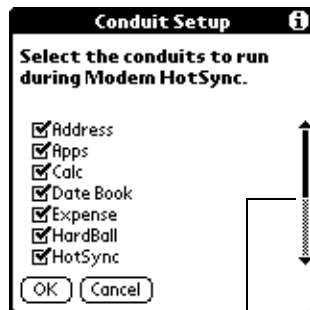 Conduit Setup
Select the conduits to run
during Modem HotSync.
Address
Apps
Calc
Date Book
Expense
HardBall
HotSync
OK Cancel